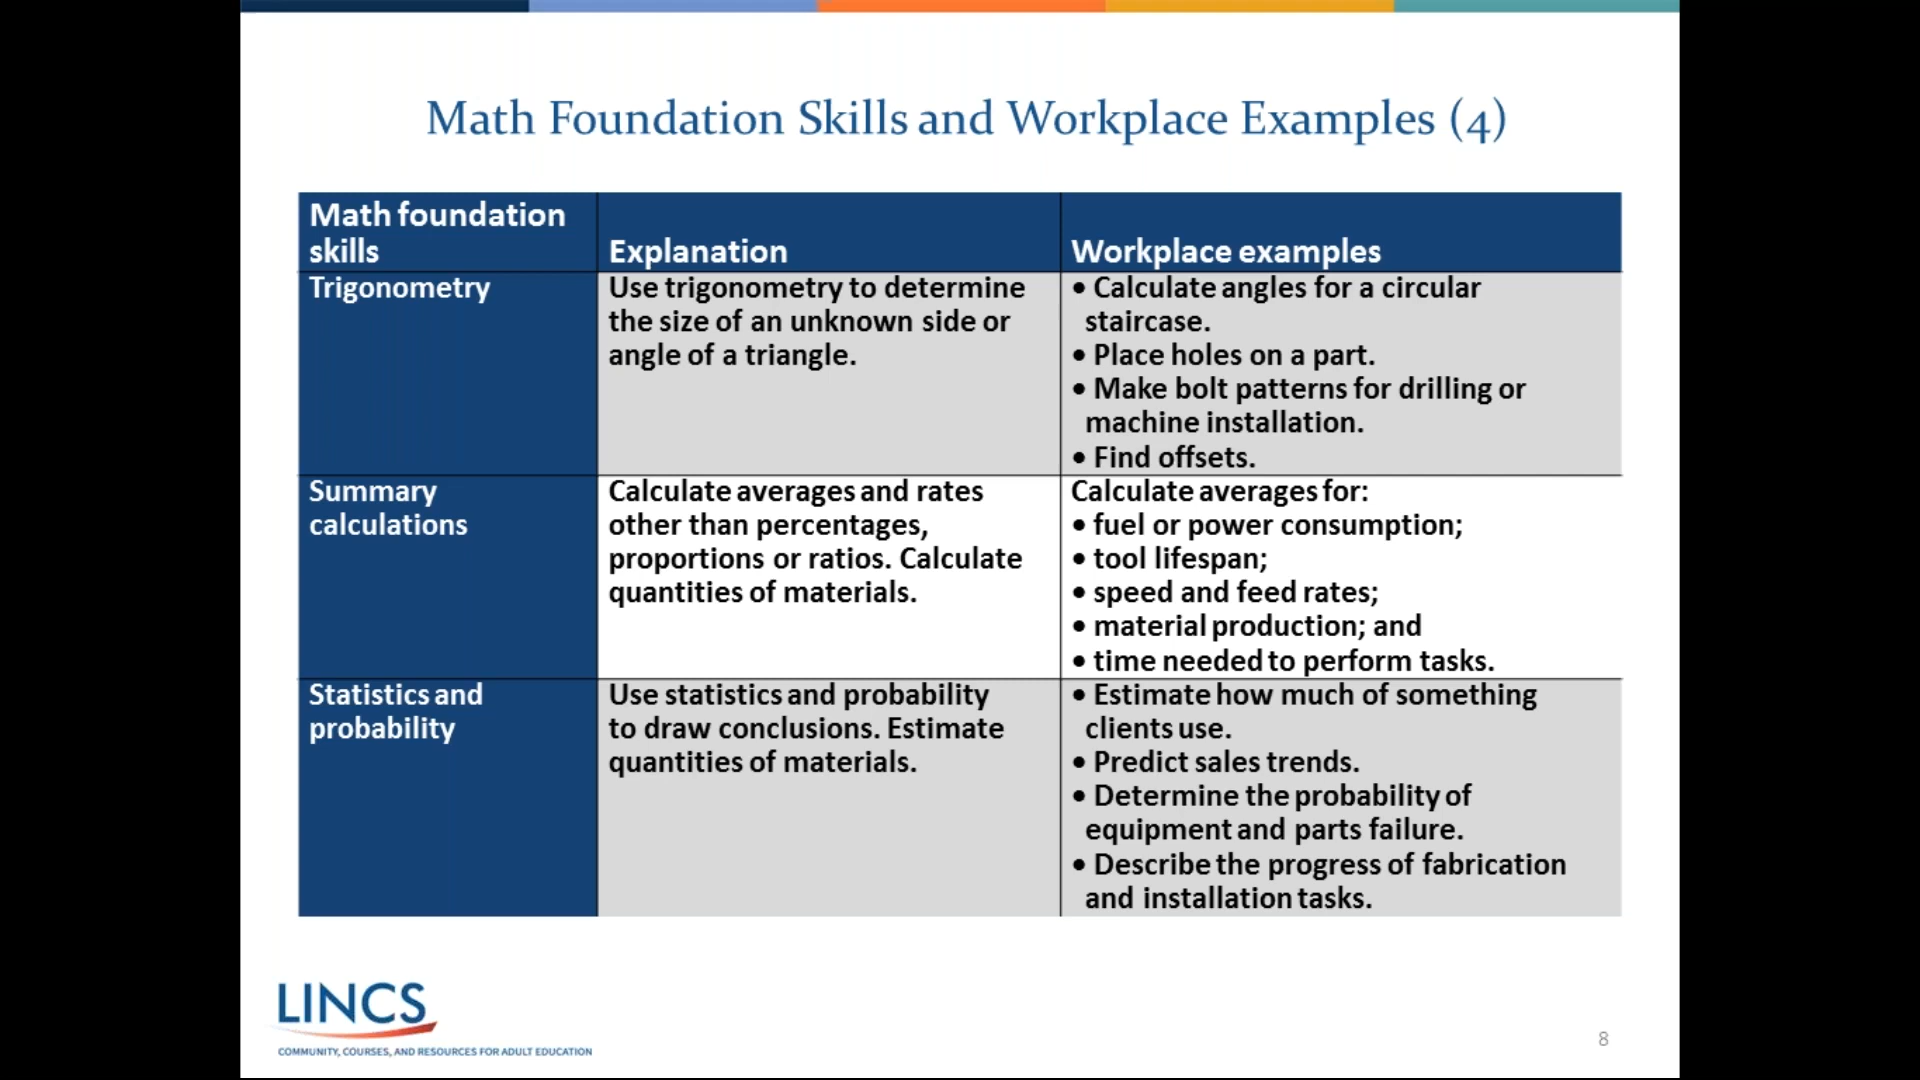 Math Foundation Skills and Workplace Examples (4)
Math foundation
skills
Explanation
Workplace examples
Trigonometry
Use trigonometry to determine
the size of an unknown side or
angle of a triangle.
• Calculate angles for a circular
staircase.
• Place holes on a part.
• Make bolt patterns for drilling or
machine installation.
• Find offsets.
Summary
calculations
Calculate averages and rates
other than percentages,
proportions or ratios. Calculate
quantities of materials.
Calculate averages for:
• fuel or power consumption;
• tool lifespan;
• speed and feed rates;
• material production; and
• time needed to perform tasks.
Statistics and
probability
Use statistics and probability
to draw conclusions. Estimate
quantities of materials.
• Estimate how much of something
clients use.
• Predict sales trends.
• Determine the probability of
equipment and parts failure.
• Describe the progress of fabrication
and installation tasks.
LINCS
COMMUNITY, COURSES, AND RESOURCES FOR ADULT EDUCATION
8